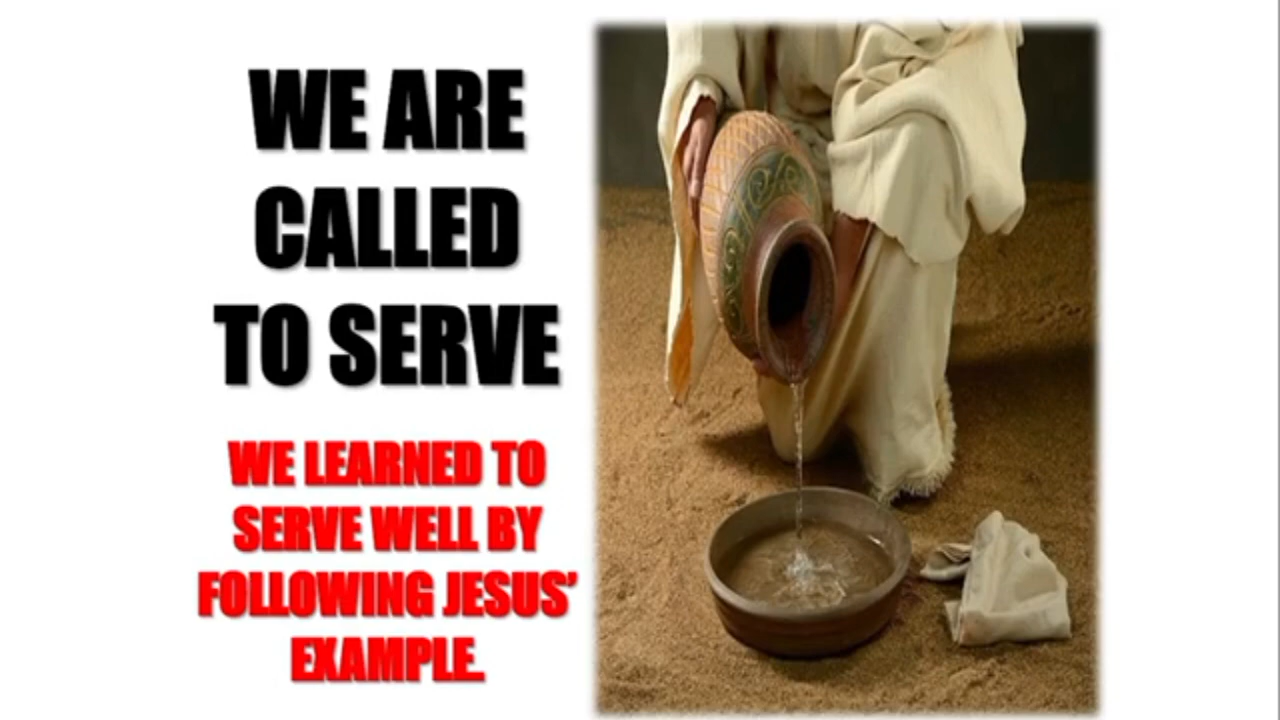 WE ARE
CALLED
TO SERVE
WE LEARNED TO
SERVE WELL BY
FOLLOWING JESUS’
EXAMPLE.